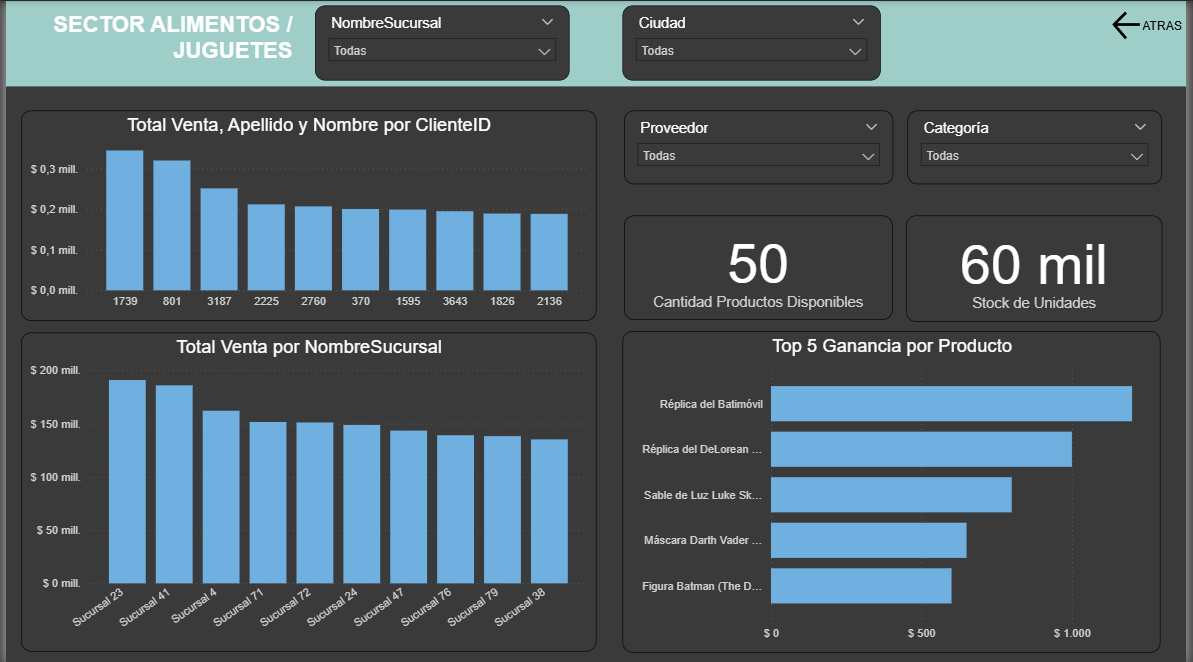 SECTOR ALIMENTOS /
JUGUETES
NombreSucursal
Todas
Ciudad
Todas
ATRAS
Total Venta, Apellido y Nombre por ClienteID
$ 0,3 mill.
$ 0,2 mill.
$ 0,1 mill.
$ 0,0 mill.
1739 801 3187 2225 2760 370 1595 3643 1826 2136
Proveedor
Todas
Categoría
Todas
50
Cantidad Productos Disponibles
60 mil
Stock de Unidades
Total Venta por NombreSucursal
$ 200 mill.
$ 150 mill.
$ 100 mill.
$ 50 mill.
$ 0 mill.
Sucursal 23
Sucursal 41
Sucursal 4
Sucursal 71
Sucursal 72
Sucursal 24
Sucursal 47
Sucursal 76
Sucursal 79
Sucursal 38
Top 5 Ganancia por Producto
Réplica del Batimóvil
Réplica del DeLorean ...
Sable de Luz Luke Sk...
Máscara Darth Vader ...
Figura Batman (The D...
$ 0 $ 500 $ 1.000